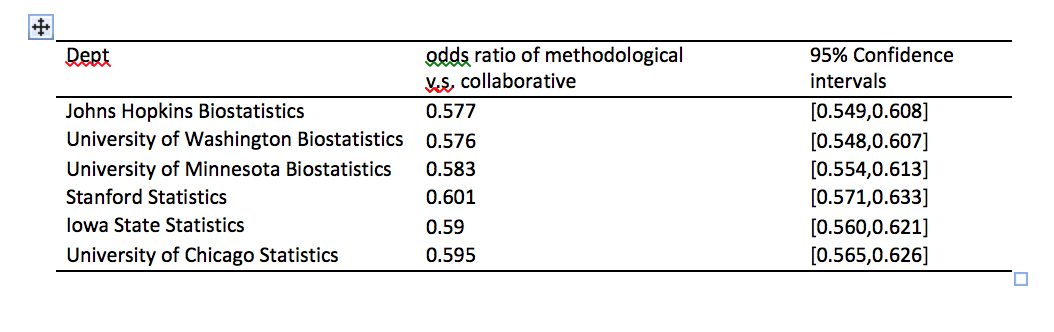 Dept odds ratio of methodological 95% Confidence
v.s. collaborative intervals
Johns Hopkins Biostatistics 0.577 [0.549,0.608]
University of Washington Biostatistics 0.576 [0.548,0.607]
University of Minnesota Biostatistics 0.583 [0.554,0.613]
Stanford Statistics 0.601 [0.571,0.633]
Iowa State Statistics 0.59 [0.560,0.621]
University of Chicago Statistics 0.595 [0.565,0.626]